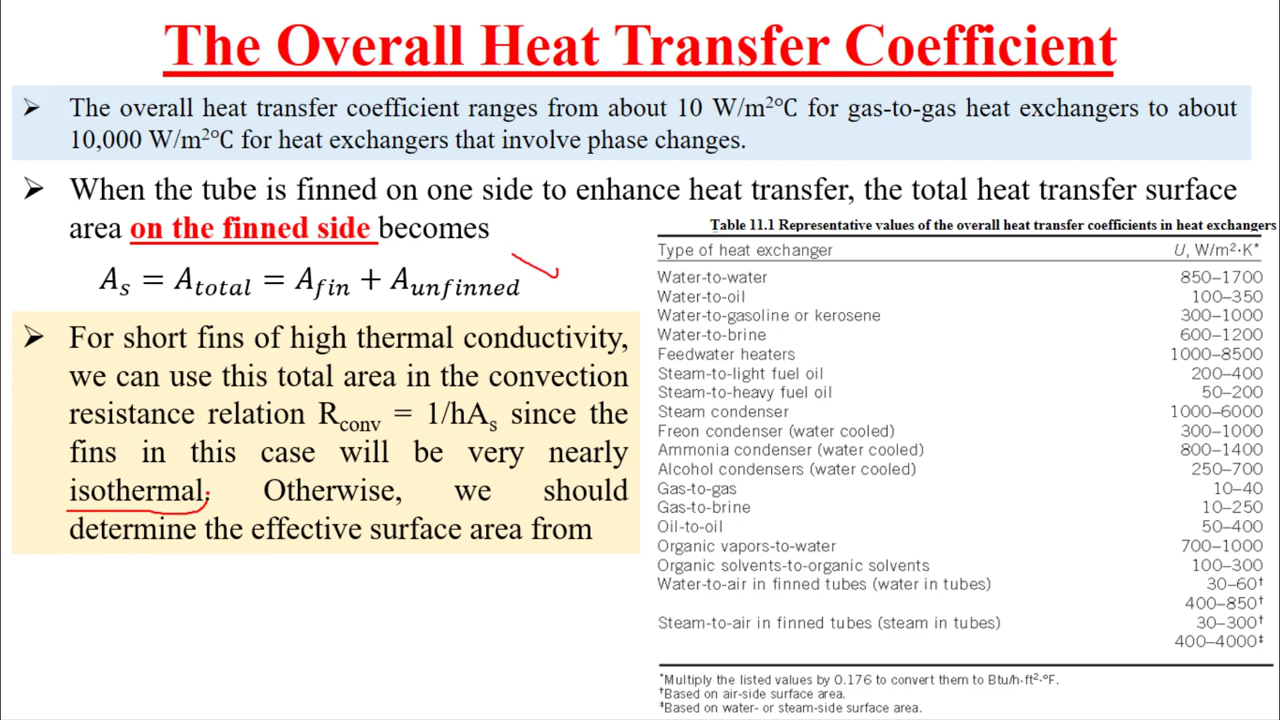 The Overall Heat Transfer Coefficient
➢ The overall heat transfer coefficient ranges from about 10 W/m²°C for gas-to-gas heat exchangers to about
10,000 W/m²°C for heat exchangers that involve phase changes.
➢ When the tube is finned on one side to enhance heat transfer, the total heat transfer surface
area on the finned side becomes
A_s = A_total = A_fin + A_unfinned
➢ For short fins of high thermal conductivity,
we can use this total area in the convection
resistance relation R_conv = 1/hA_s since the
fins in this case will be very nearly
isothermal. Otherwise, we should
determine the effective surface area from
Table 11.1 Representative values of the overall heat transfer coefficients in heat exchangers
Type of heat exchanger U, W/m²·K*
Water-to-water 850–1700
Water-to-oil 100–350
Water-to-gasoline or kerosene 300–1000
Water-to-brine 600–1200
Feedwater heaters 1000–8500
Steam-to-light fuel oil 200–400
Steam-to-heavy fuel oil 50–200
Steam condenser 1000–6000
Freon condenser (water cooled) 300–1000
Ammonia condenser (water cooled) 800–1400
Alcohol condensers (water cooled) 250–700
Gas-to-gas 10–40
Gas-to-brine 10–250
Oil-to-oil 50–400
Organic vapors-to-water 700–1000
Organic solvents-to-organic solvents 100–300
Water-to-air in finned tubes (water in tubes) 30–60†
400–850†
Steam-to-air in finned tubes (steam in tubes) 30–300†
400–4000‡
*Multiply the listed values by 0.176 to convert them to Btu/h·ft²·°F.
†Based on air-side surface area.
‡Based on water- or steam-side surface area.